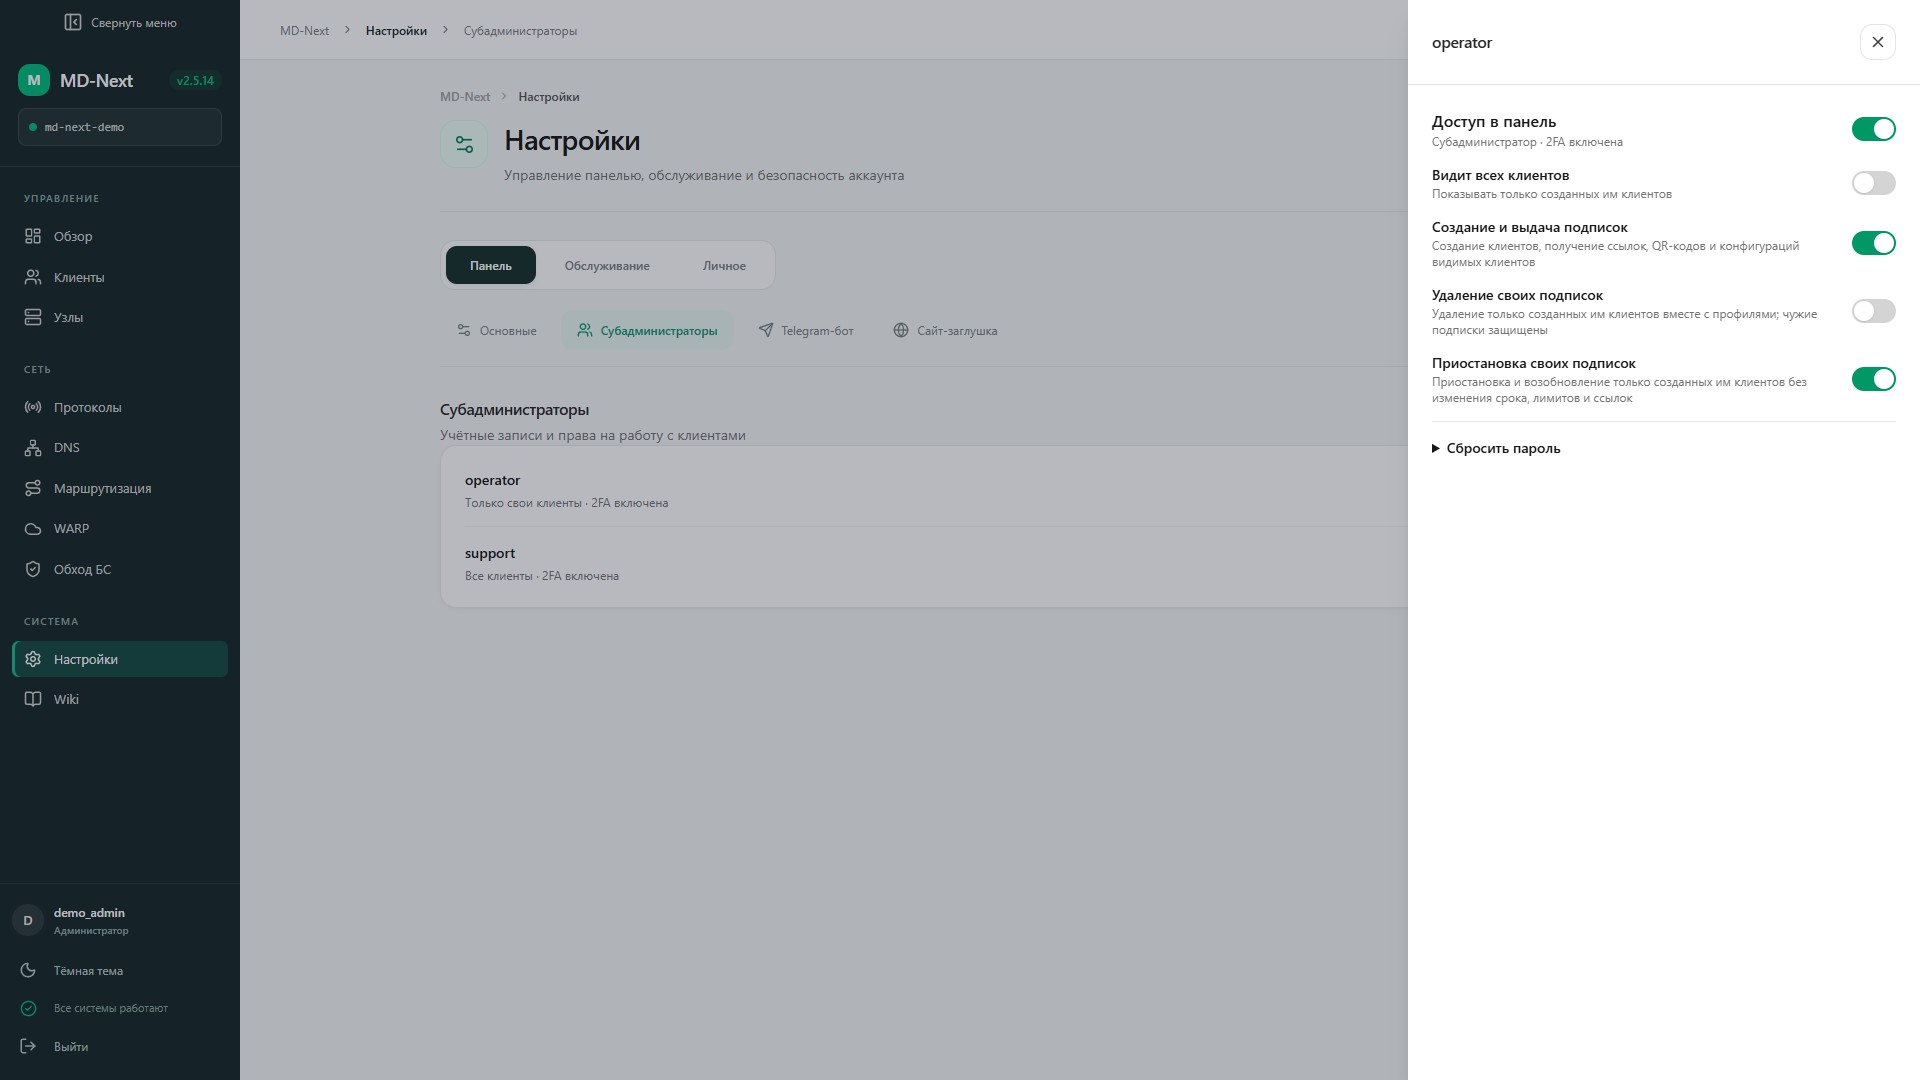 Свернуть меню
M MD-Next v2.5.14
md-next-demo
УПРАВЛЕНИЕ
Обзор
Клиенты
Узлы
СЕТЬ
Протоколы
DNS
Маршрутизация
WARP
Обход БС
СИСТЕМА
Настройки
Wiki
D demo_admin
Администратор
Тёмная тема
Все системы работают
Выйти
MD-Next Настройки Субадминистраторы
MD-Next Настройки
Настройки
Управление панелью, обслуживание и безопасность аккаунта
Панель Обслуживание Личное
Основные Субадминистраторы Telegram-бот Сайт-заглушка
Субадминистраторы
Учётные записи и права на работу с клиентами
operator
Только свои клиенты · 2FA включена
support
Все клиенты · 2FA включена
operator
Доступ в панель
Субадминистратор · 2FA включена
Видит всех клиентов
Показывать только созданных им клиентов
Создание и выдача подписок
Создание клиентов, получение ссылок, QR-кодов и конфигураций
видимых клиентов
Удаление своих подписок
Удаление только созданных им клиентов вместе с профилями; чужие
подписки защищены
Приостановка своих подписок
Приостановка и возобновление только созданных им клиентов без
изменения срока, лимитов и ссылок
Сбросить пароль